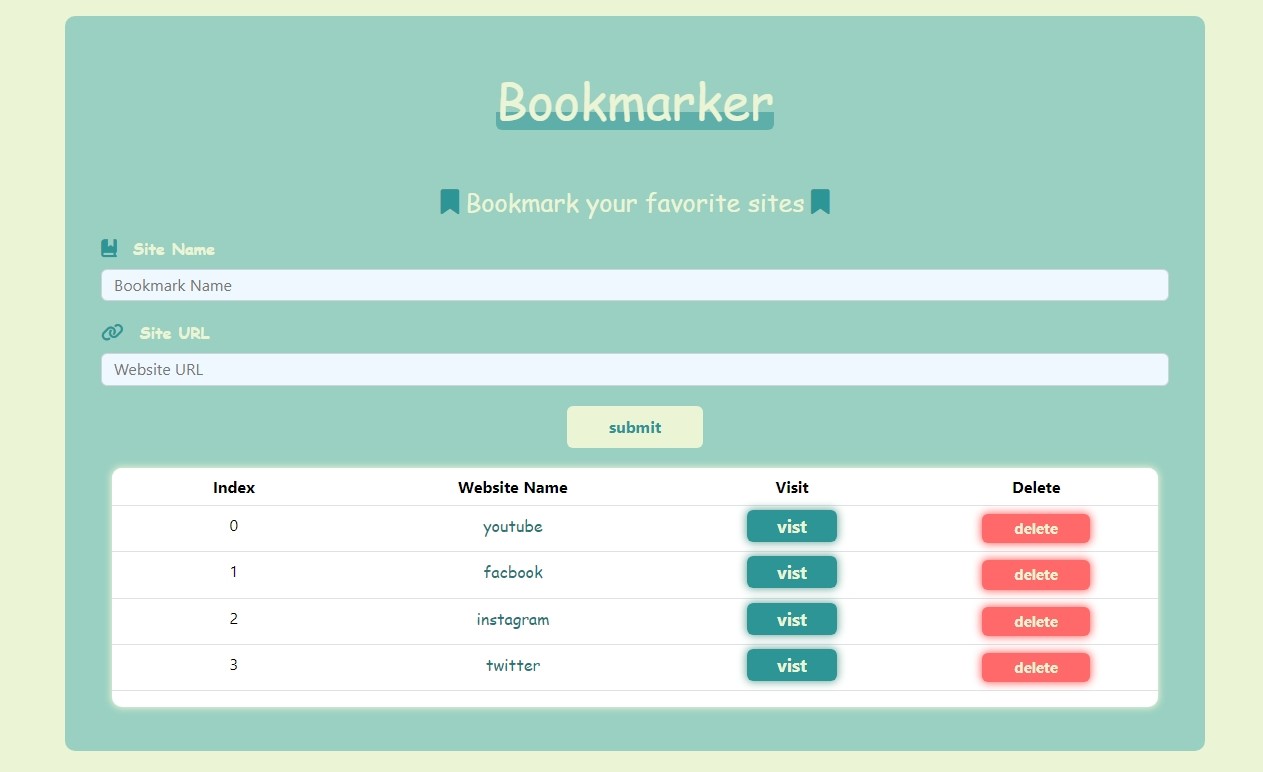 Bookmarker
Bookmark your favorite sites
Site Name
Bookmark Name
Site URL
Website URL
submit
Index Website Name Visit Delete
0 youtube vist delete
1 facbook vist delete
2 instagram vist delete
3 twitter vist delete